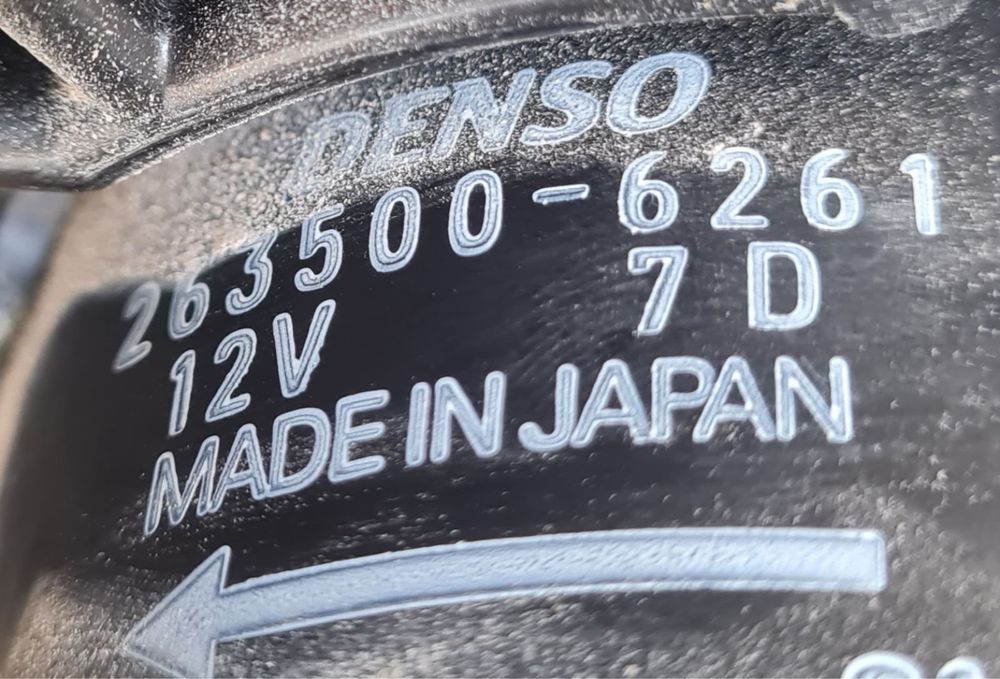 DENSO
263500-6261
12V 7D
MADE IN JAPAN